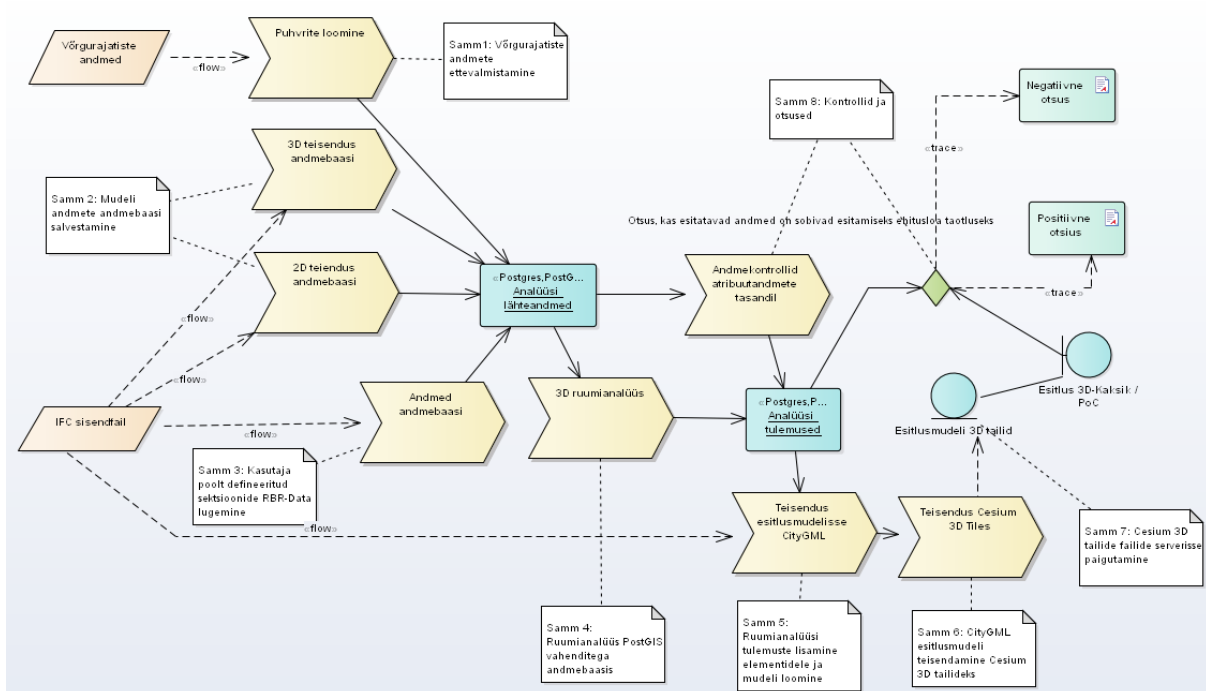 Võrgurajatiste
andmed
«flow»
Puhvrite loomine
Samm1: Võrgurajatiste
andmete
ettevalmistamine
3D teisendus
andmebaasi
Samm 2: Mudeli
andmete andmebaasi
salvestamine
2D teiendus
andmebaasi
«flow»
«flow»
IFC sisendfail
«flow»
Andmed
andmebaasi
Samm 3: Kasutaja
poolt defineeritud
sektsioonide RBR-Data
lugemine
«flow»
«Postgres,PostG...
Analüüsi
lähteandmed
3D ruumianalüüs
Samm 4:
Ruumianalüüs PostGIS
vahenditega
andmebaasis
Samm 8: Kontrollid ja
otsused
Otsus, kas esitatavad andmed on sobivad esitamiseks ehitusloa taotluseks
Andmekontrollid
atribuutandmete
tasandil
«Postgres,P...
Analüüsi
tulemused
Teisendus
esitlusmudelisse
CityGML
Samm 5:
Ruumianalüüsi
tulemuste lisamine
elementidele ja
mudeli loomine
Teisendus Cesium
3D Tiles
Samm 6: CityGML
esitlusmudeli
teisendamine Cesium
3D tailideks
Negatiivne
otsus
«trace»
Positiivne
otsius
«trace»
Esitlus 3D-Kaksik /
PoC
Esitlusmudeli 3D tailid
Samm 7: Cesium 3D
tailide failide serverisse
paigutamine